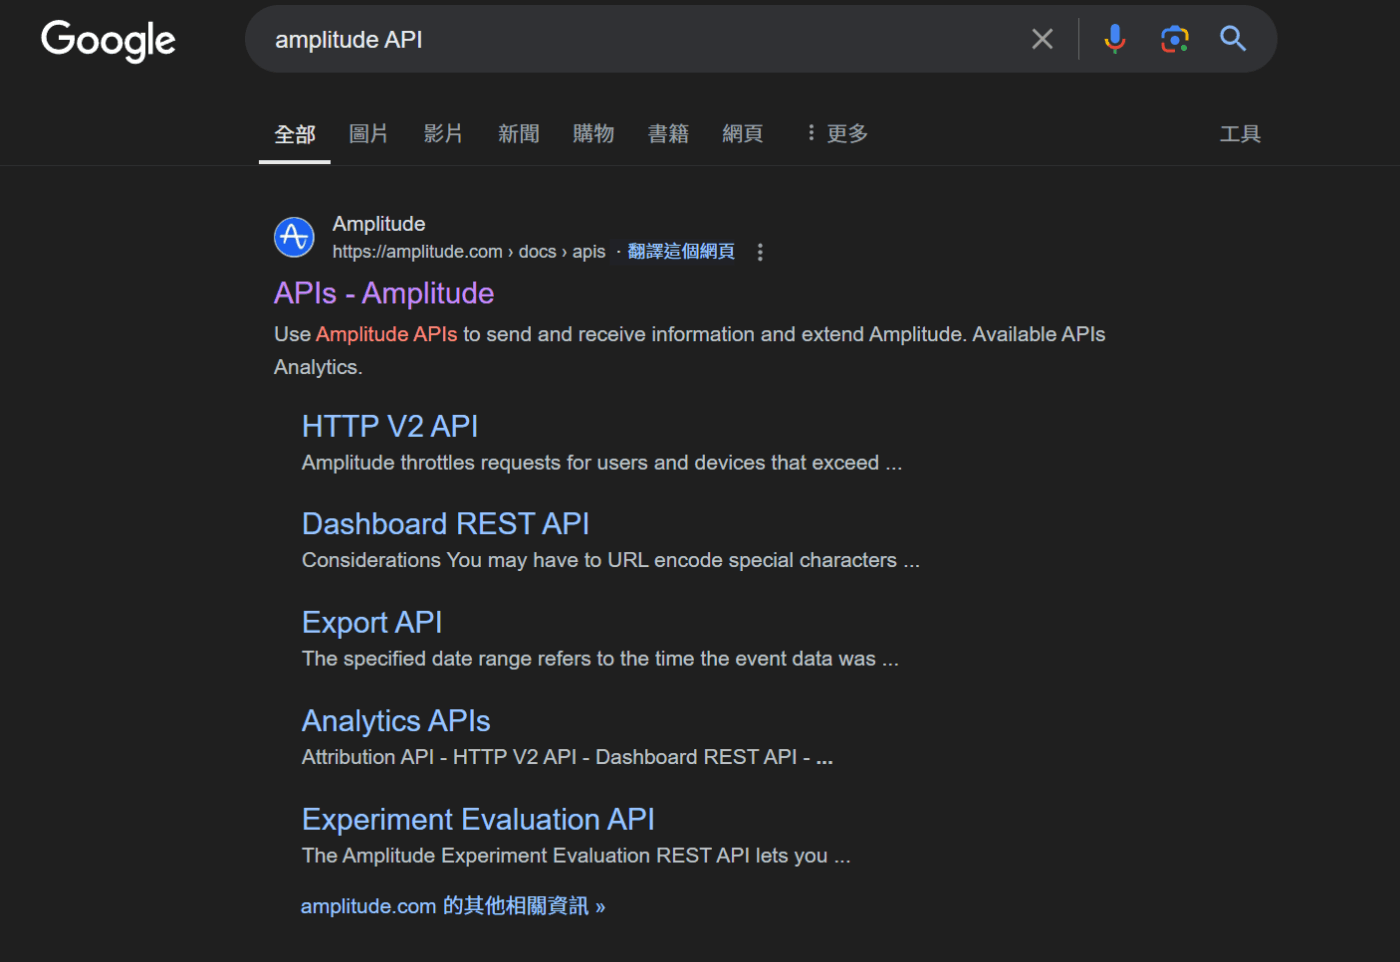 Google
amplitude API
全部 圖片 影片 新聞 購物 書籍 網頁 更多 工具
Amplitude
https://amplitude.com › docs › apis · 翻譯這個網頁
APIs - Amplitude
Use Amplitude APIs to send and receive information and extend Amplitude. Available APIs
Analytics.
HTTP V2 API
Amplitude throttles requests for users and devices that exceed ...
Dashboard REST API
Considerations You may have to URL encode special characters ...
Export API
The specified date range refers to the time the event data was ...
Analytics APIs
Attribution API - HTTP V2 API - Dashboard REST API - ...
Experiment Evaluation API
The Amplitude Experiment Evaluation REST API lets you ...
amplitude.com 的其他相關資訊 »